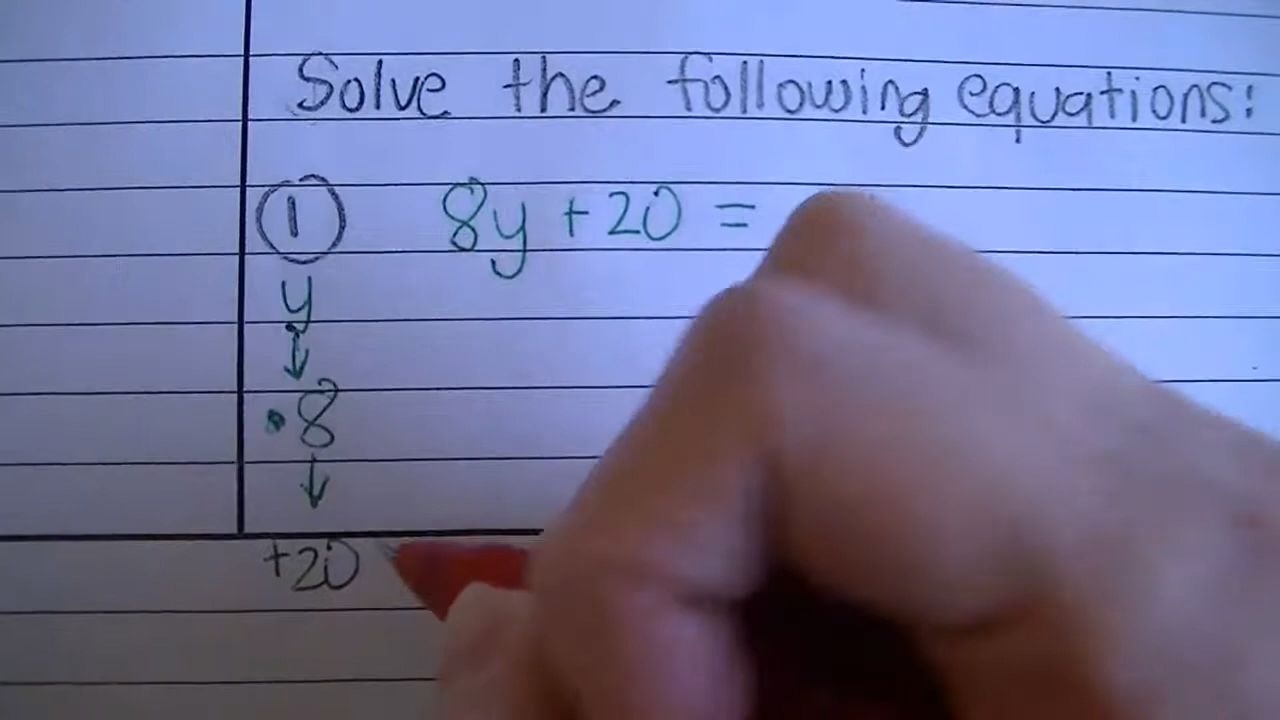 Solve the following equations:
① 8y + 20 =
y
↓
•8
↓
+20